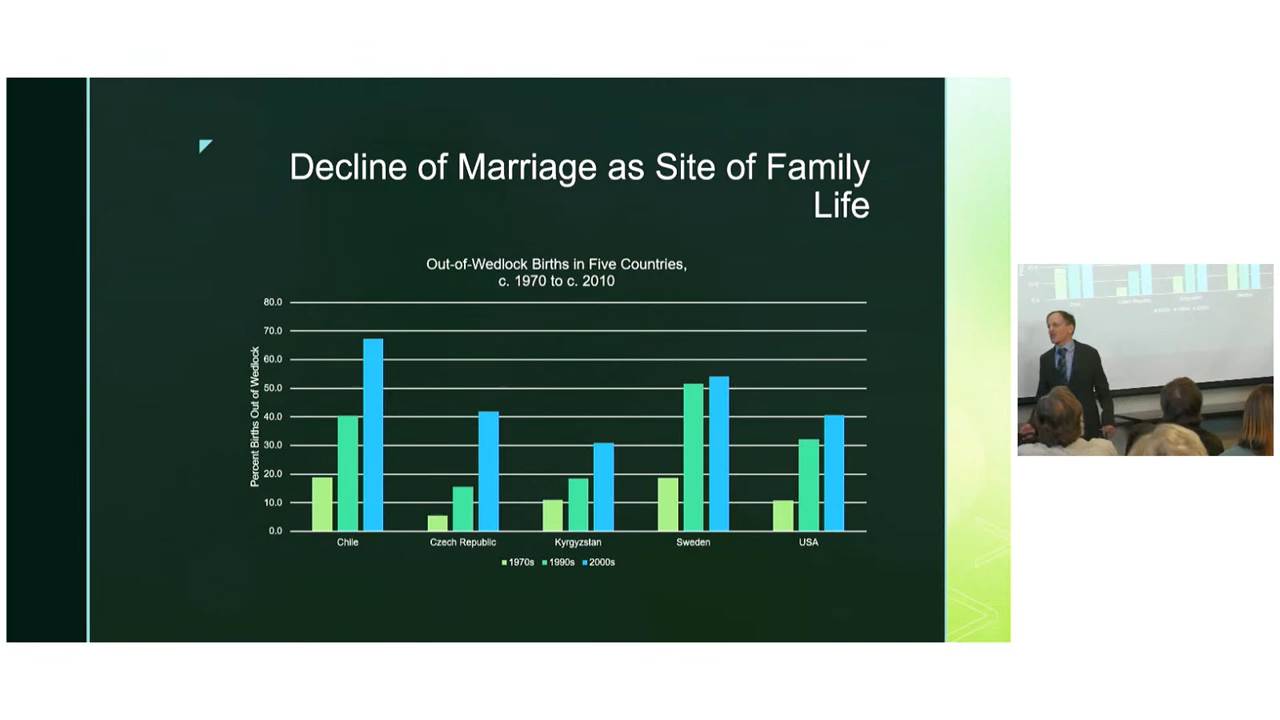 Decline of Marriage as Site of Family
Life
Out-of-Wedlock Births in Five Countries,
c. 1970 to c. 2010
Percent Births Out of Wedlock
80.0
70.0
60.0
50.0
40.0
30.0
20.0
10.0
0.0
Chile Czech Republic Kyrgyzstan Sweden USA
1970s 1990s 2000s